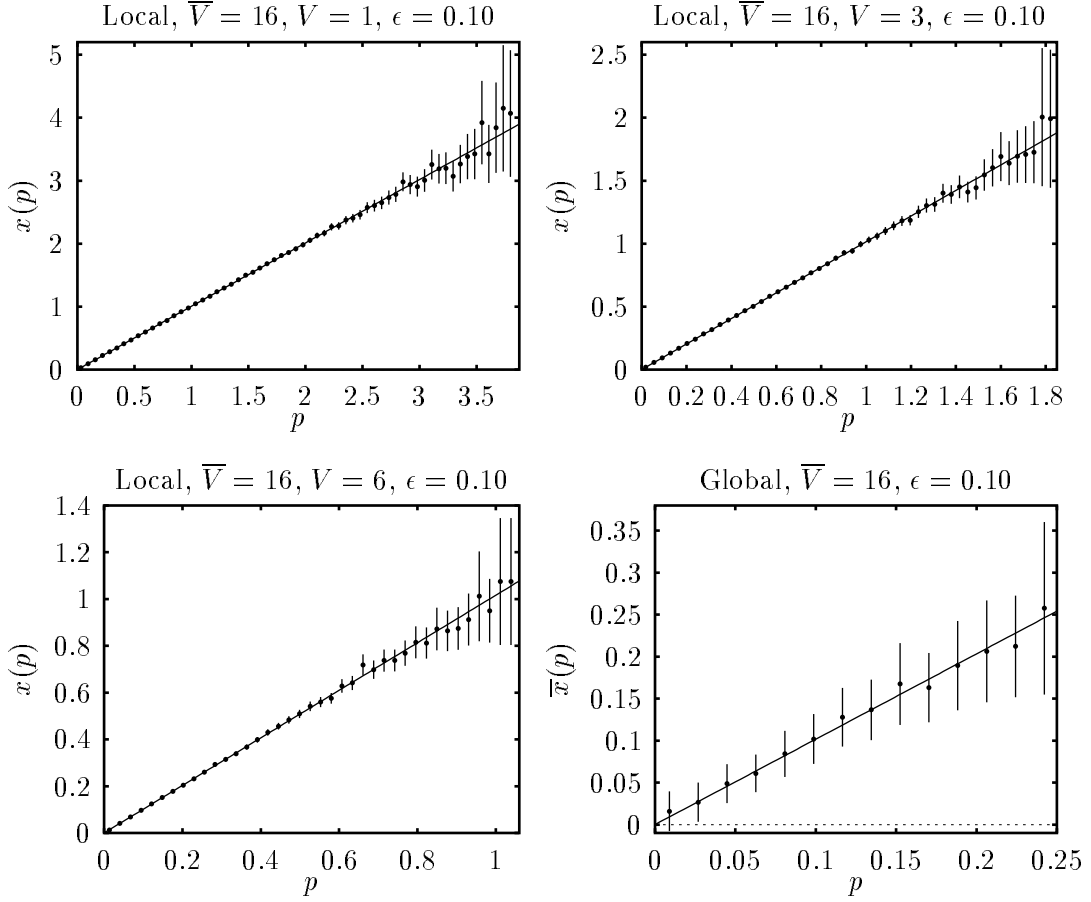 Local, V̅ = 16, V = 1, ϵ = 0.10
x(p)
5
4
3
2
1
0
0 0.5 1 1.5 2 2.5 3 3.5
p
Local, V̅ = 16, V = 3, ϵ = 0.10
x(p)
2.5
2
1.5
1
0.5
0
0 0.2 0.4 0.6 0.8 1 1.2 1.4 1.6 1.8
p
Local, V̅ = 16, V = 6, ϵ = 0.10
x(p)
1.4
1.2
1
0.8
0.6
0.4
0.2
0
0 0.2 0.4 0.6 0.8 1
p
Global, V̅ = 16, ϵ = 0.10
x̅(p)
0.35
0.3
0.25
0.2
0.15
0.1
0.05
0
0 0.05 0.1 0.15 0.2 0.25
p